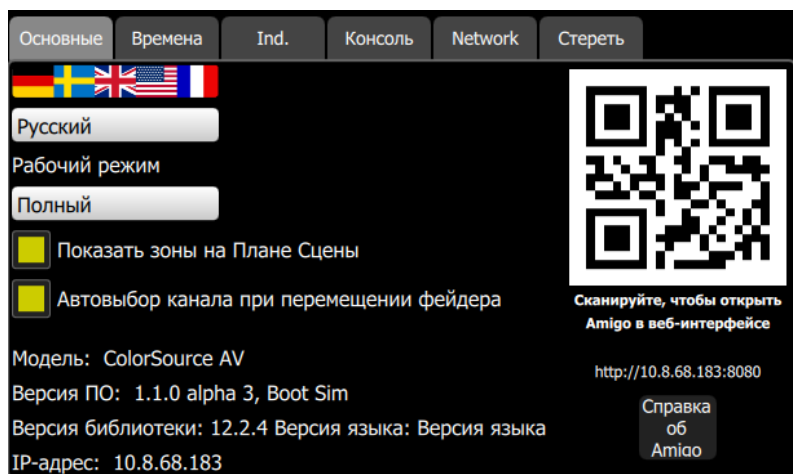 Основные Времена Ind. Консоль Network Стереть
Русский
Рабочий режим
Полный
Показать зоны на Плане Сцены
Автовыбор канала при перемещении фейдера
Сканируйте, чтобы открыть
Amigo в веб-интерфейсе
Модель: ColorSource AV
http://10.8.68.183:8080
Версия ПО: 1.1.0 alpha 3, Boot Sim
Справка
об
Amigo
Версия библиотеки: 12.2.4 Версия языка: Версия языка
IP-адрес: 10.8.68.183